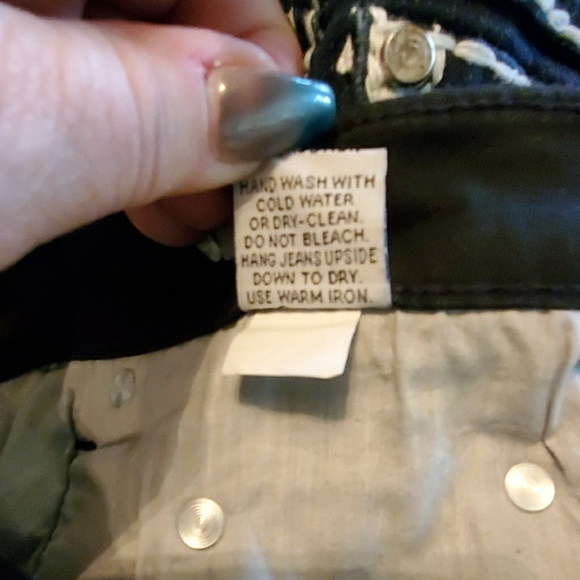 HAND WASH WITH
COLD WATER
OR DRY-CLEAN.
DO NOT BLEACH.
HANG JEANS UPSIDE
DOWN TO DRY.
USE WARM IRON.